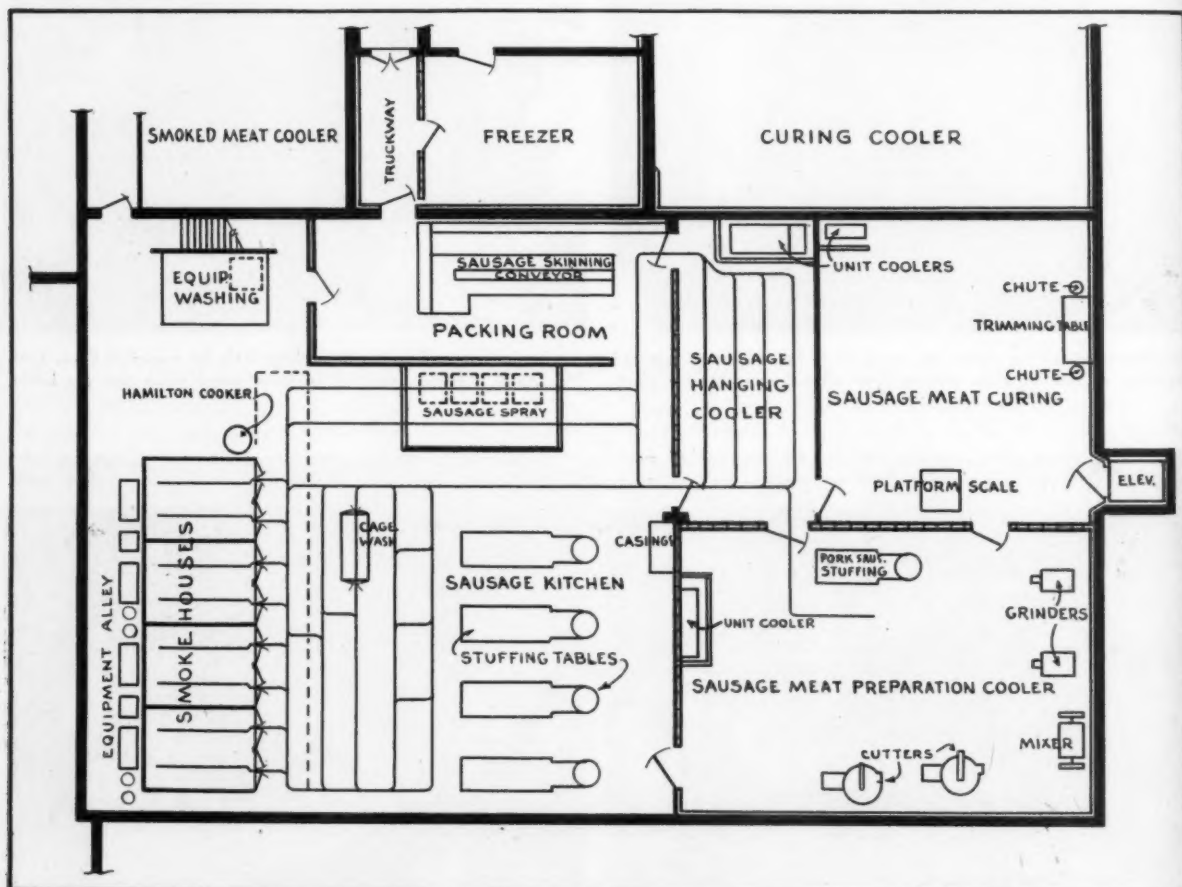 SMOKED MEAT COOLER
TRUCKWAY
FREEZER
CURING COOLER
EQUIP.
WASHING
SAUSAGE SKINNING
CONVEYOR
PACKING ROOM
UNIT COOLERS
CHUTE
TRIMMING TABLE
CHUTE
SAUSAGE
HANGING
COOLER
SAUSAGE MEAT CURING
HAMILTON COOKER
SAUSAGE SPRAY
PLATFORM SCALE
ELEV.
EQUIPMENT ALLEY
SMOKE HOUSES
CAGE
WASH
CASINGS
SAUSAGE KITCHEN
PORK SAUS.
STUFFING
GRINDERS
UNIT COOLER
STUFFING TABLES
SAUSAGE MEAT PREPARATION COOLER
MIXER
CUTTERS